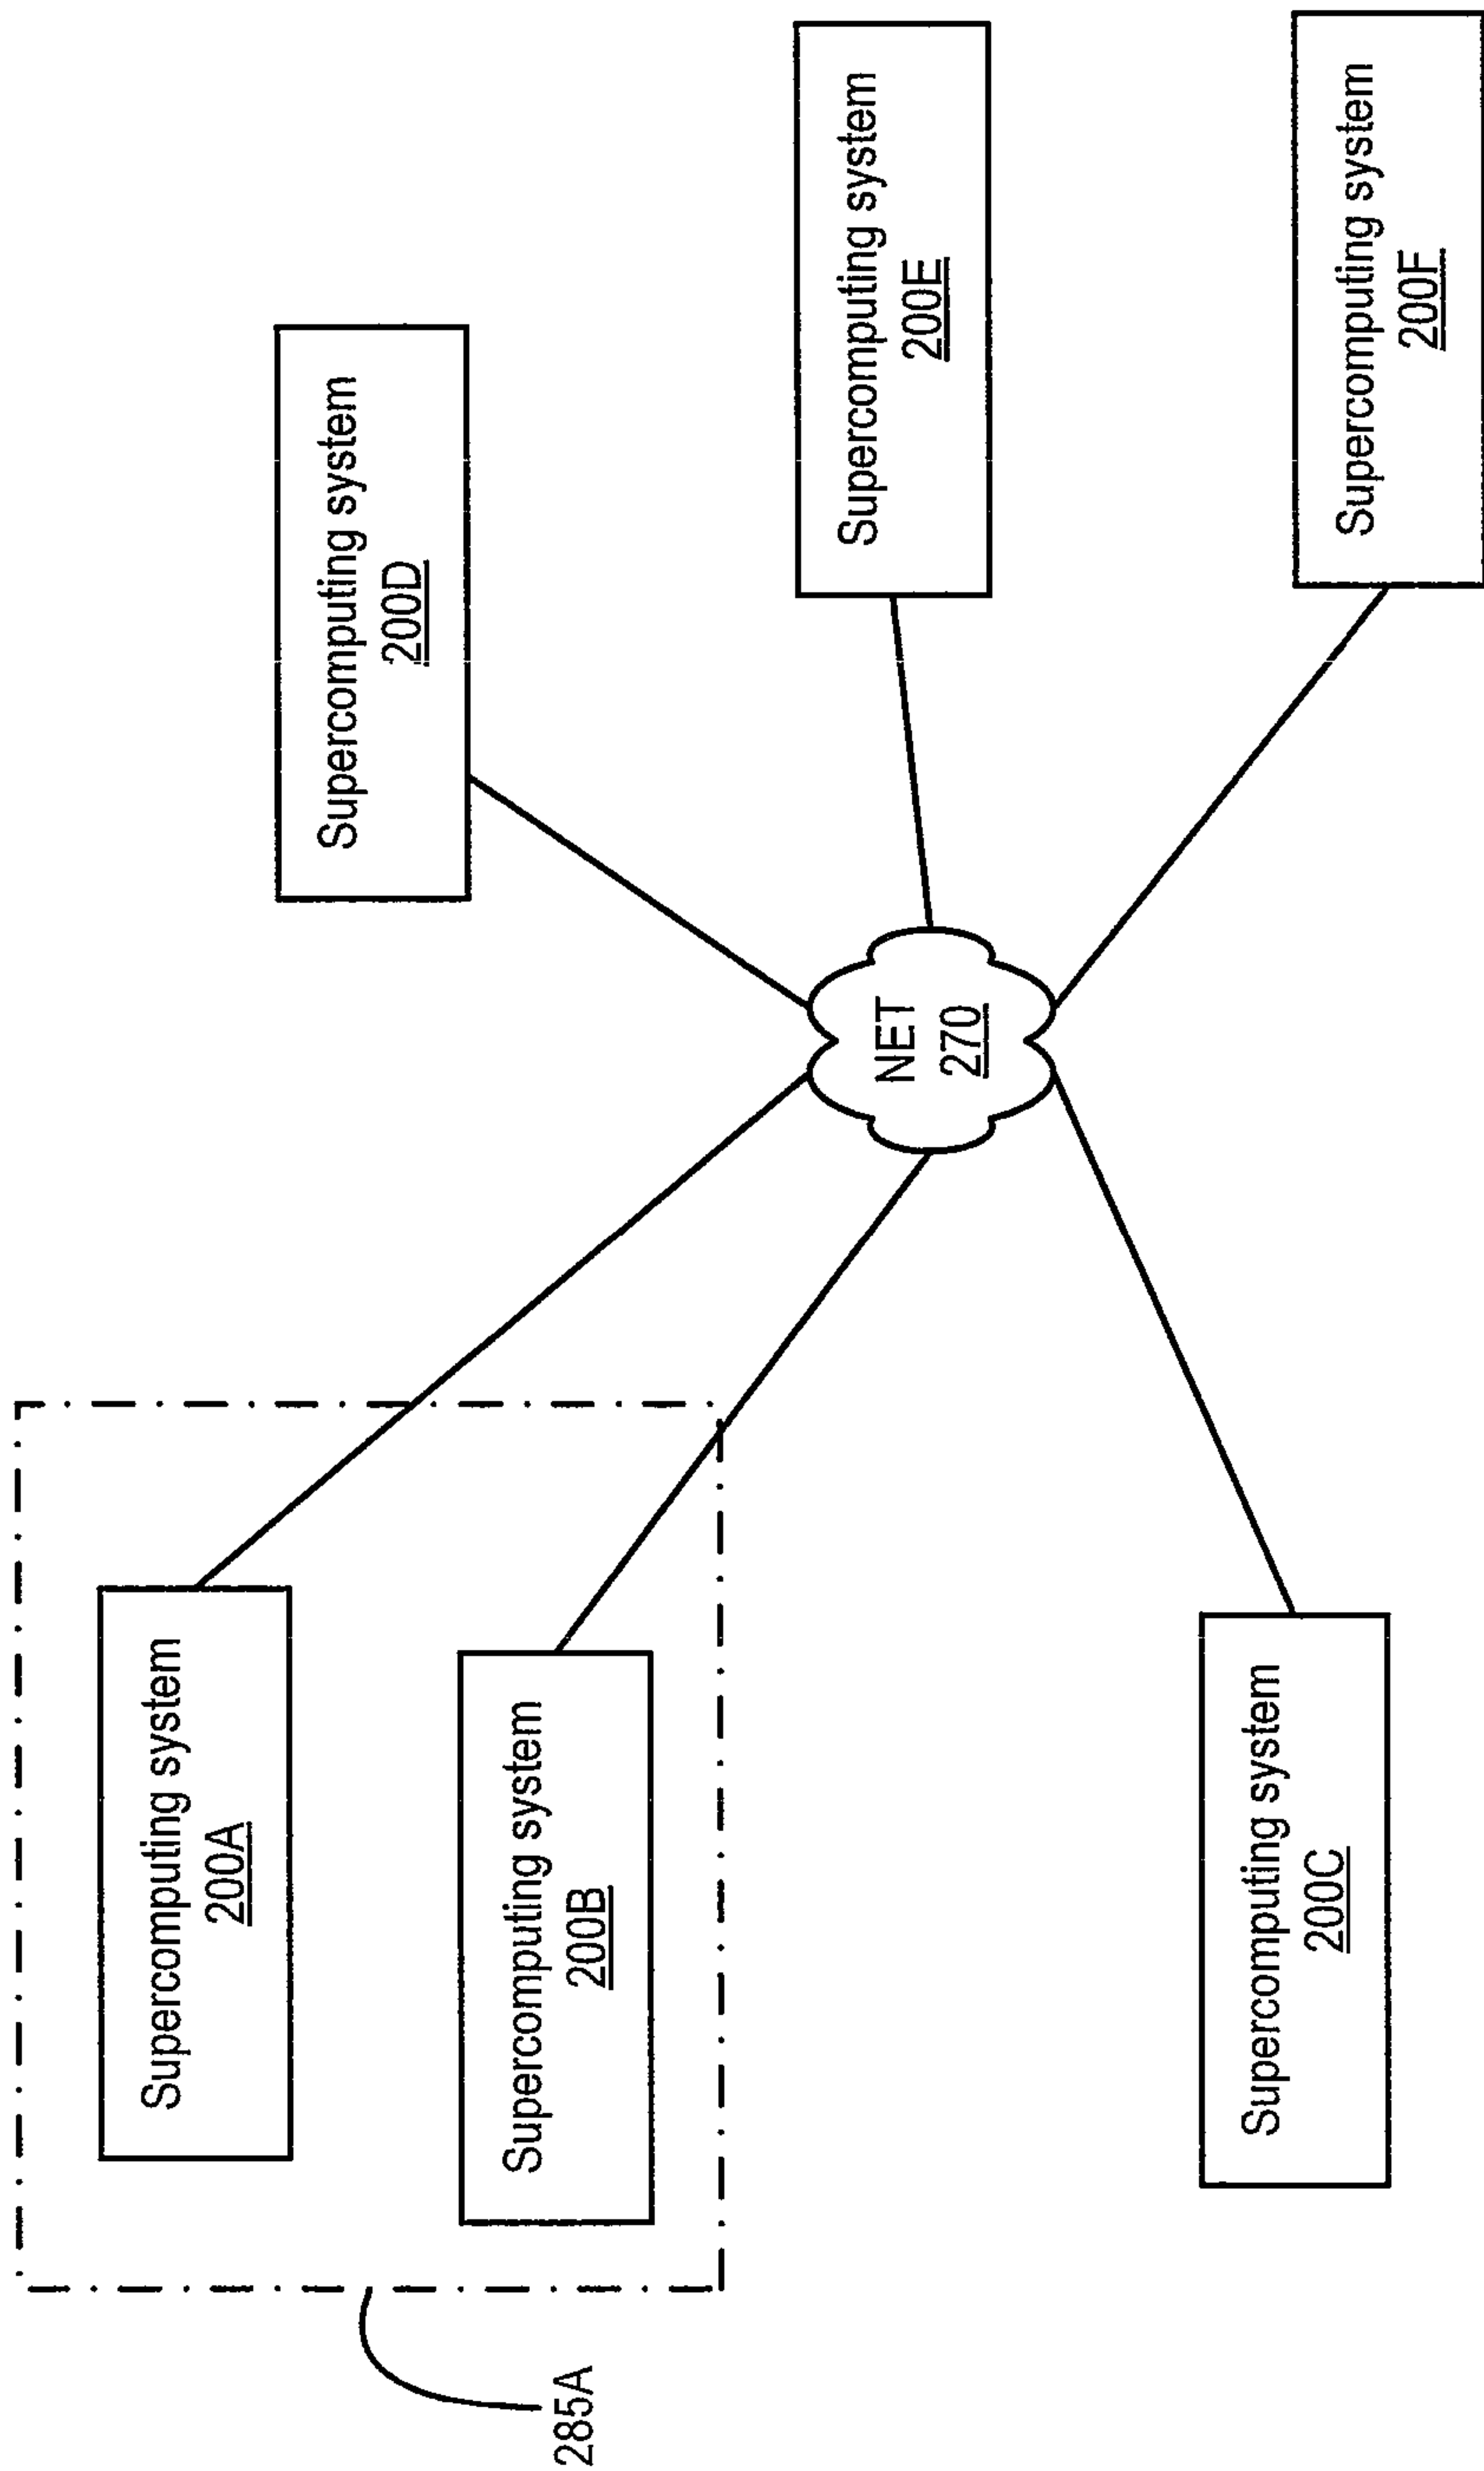 Supercomputing system
200A
Supercomputing system
200B
285A
Supercomputing system
200C
NET
270
Supercomputing system
200D
Supercomputing system
200E
Supercomputing system
200F